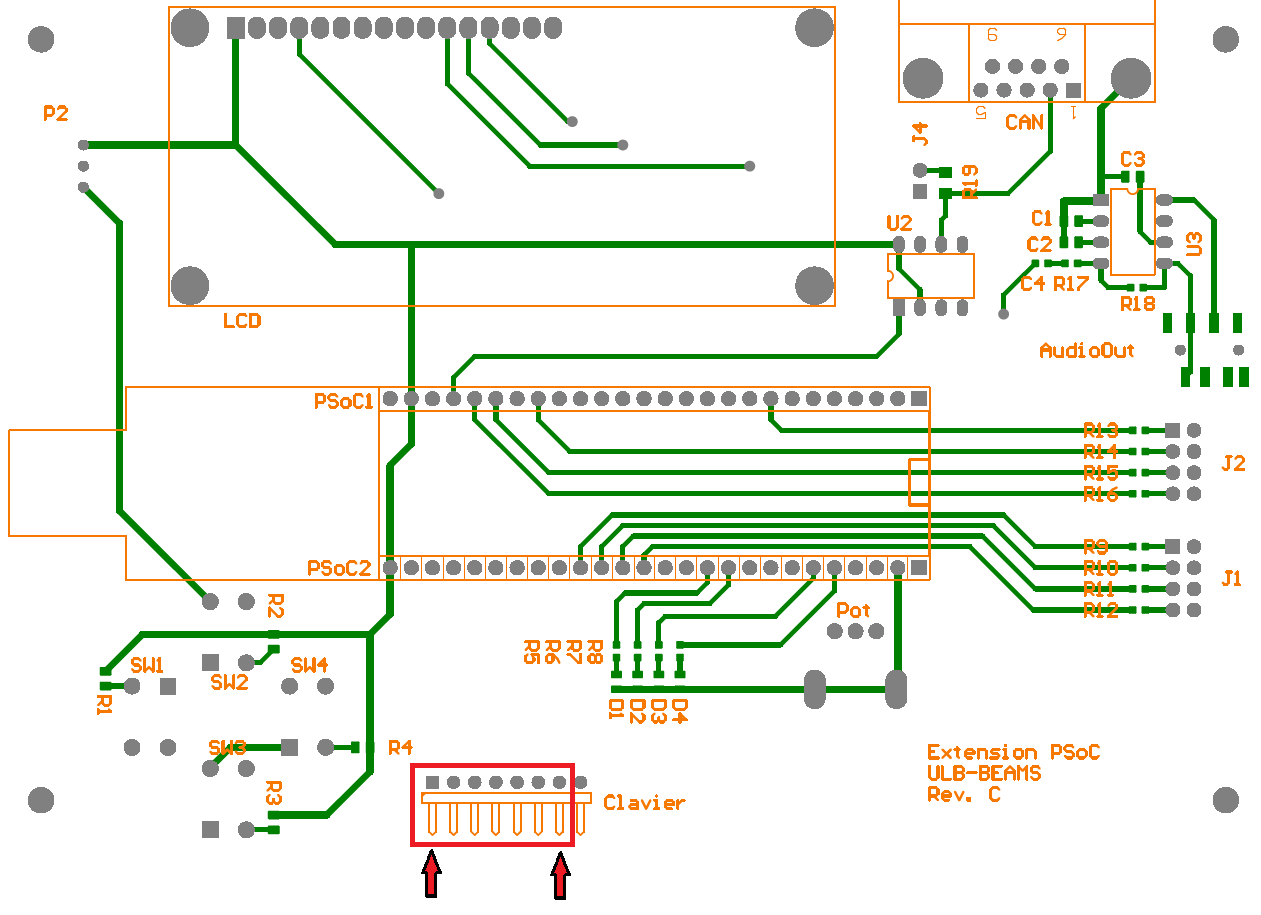 9 6
P2
5 1
CAN
J4
C3
R19
C1
U2
C2
U3
C4 R17
R18
LCD
AudioOut
PSoC1
R13
R14
J2
R15
R16
R9
PSoC2
R10
J1
R11
R2
R12
Pot
R5 R6 R7 R8
SW1
SW4
SW2
R1
D1 D2 D3 D4
SW3
R4
Extension PSoC
ULB-BEAMS
Rev. C
R3
Clavier